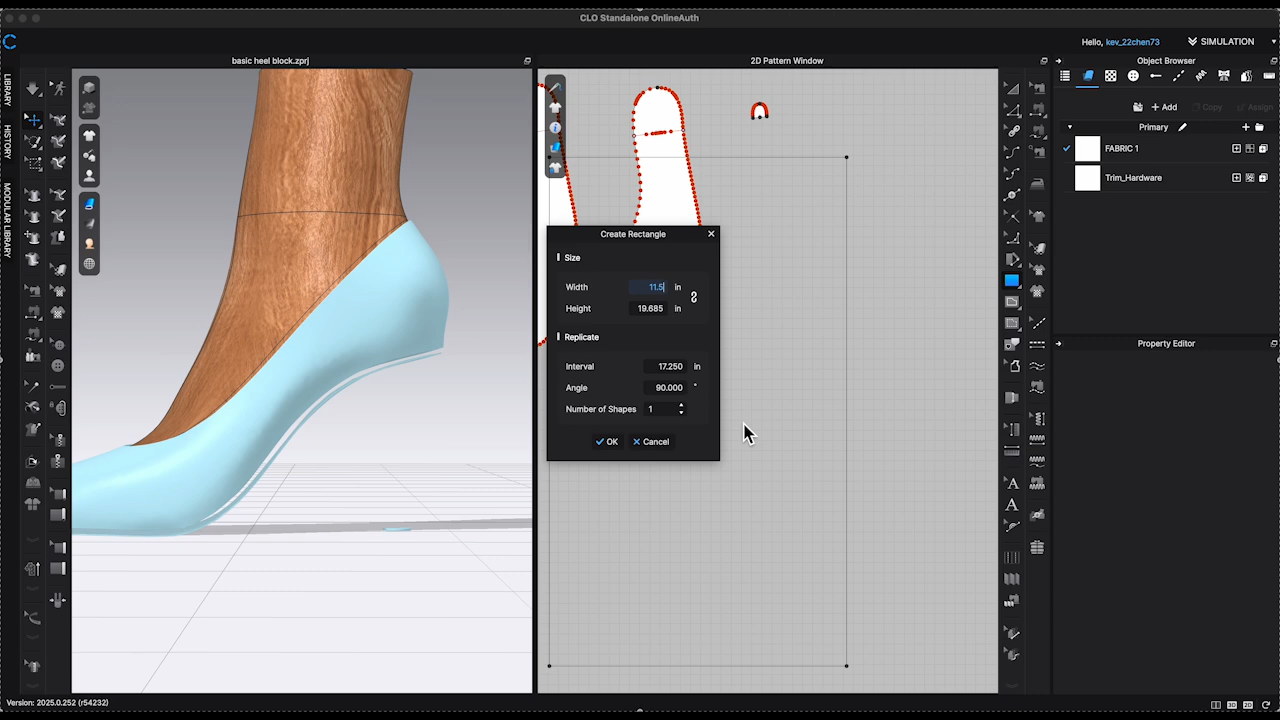 CLO Standalone OnlineAuth
Hello, kev_22chen73
SIMULATION
LIBRARY
HISTORY
MODULAR LIBRARY
basic heel block.zprj
2D Pattern Window
Object Browser
Add
Copy
Assign
Primary
FABRIC 1
Trim_Hardware
Property Editor
Create Rectangle
Size
Width 11.5 in
Height 19.685 in
Replicate
Interval 17.250 in
Angle 90.000 °
Number of Shapes 1
OK Cancel
A
A
Version: 2025.0.252 (r54232)
3D 2D